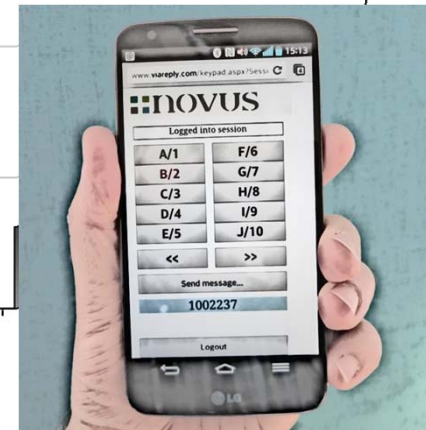 15:13
www.viareply.com/keypad.aspx?Sessi
novus
Logged into session
A/1 F/6
B/2 G/7
C/3 H/8
D/4 I/9
E/5 J/10
<< >>
Send message...
1002237
Logout
LG